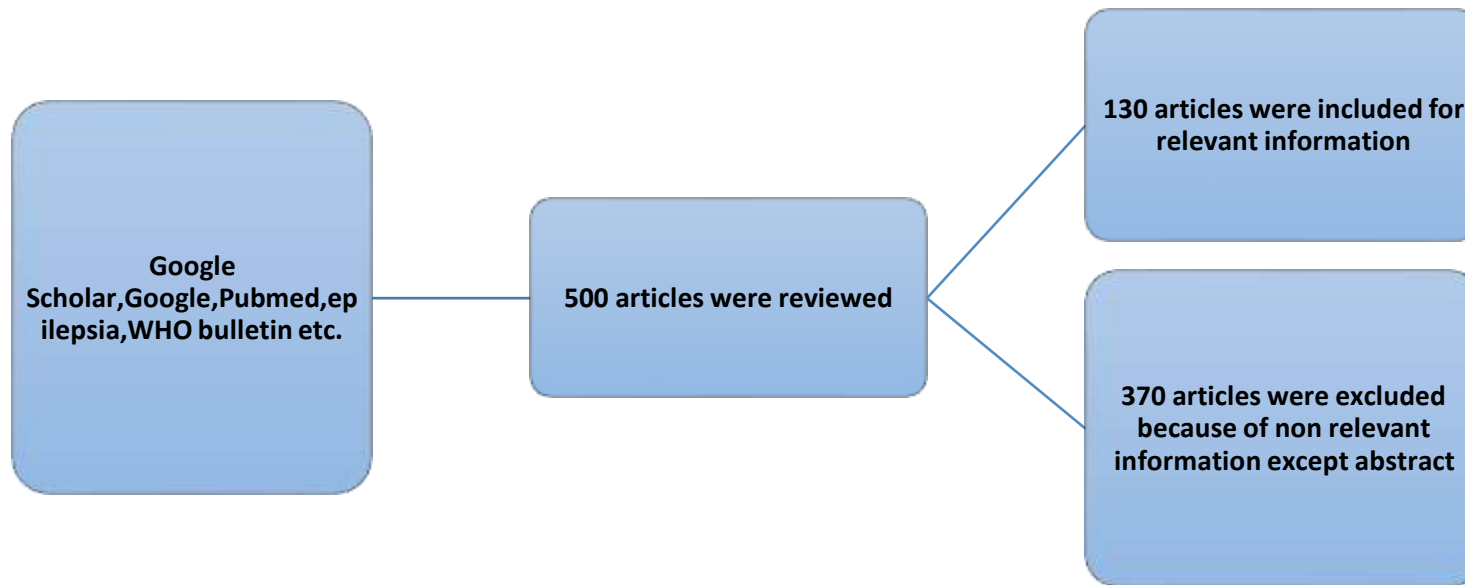 Google
Scholar,Google,Pubmed,ep
ilepsia,WHO bulletin etc.
500 articles were reviewed
130 articles were included for
relevant information
370 articles were excluded
because of non relevant
information except abstract